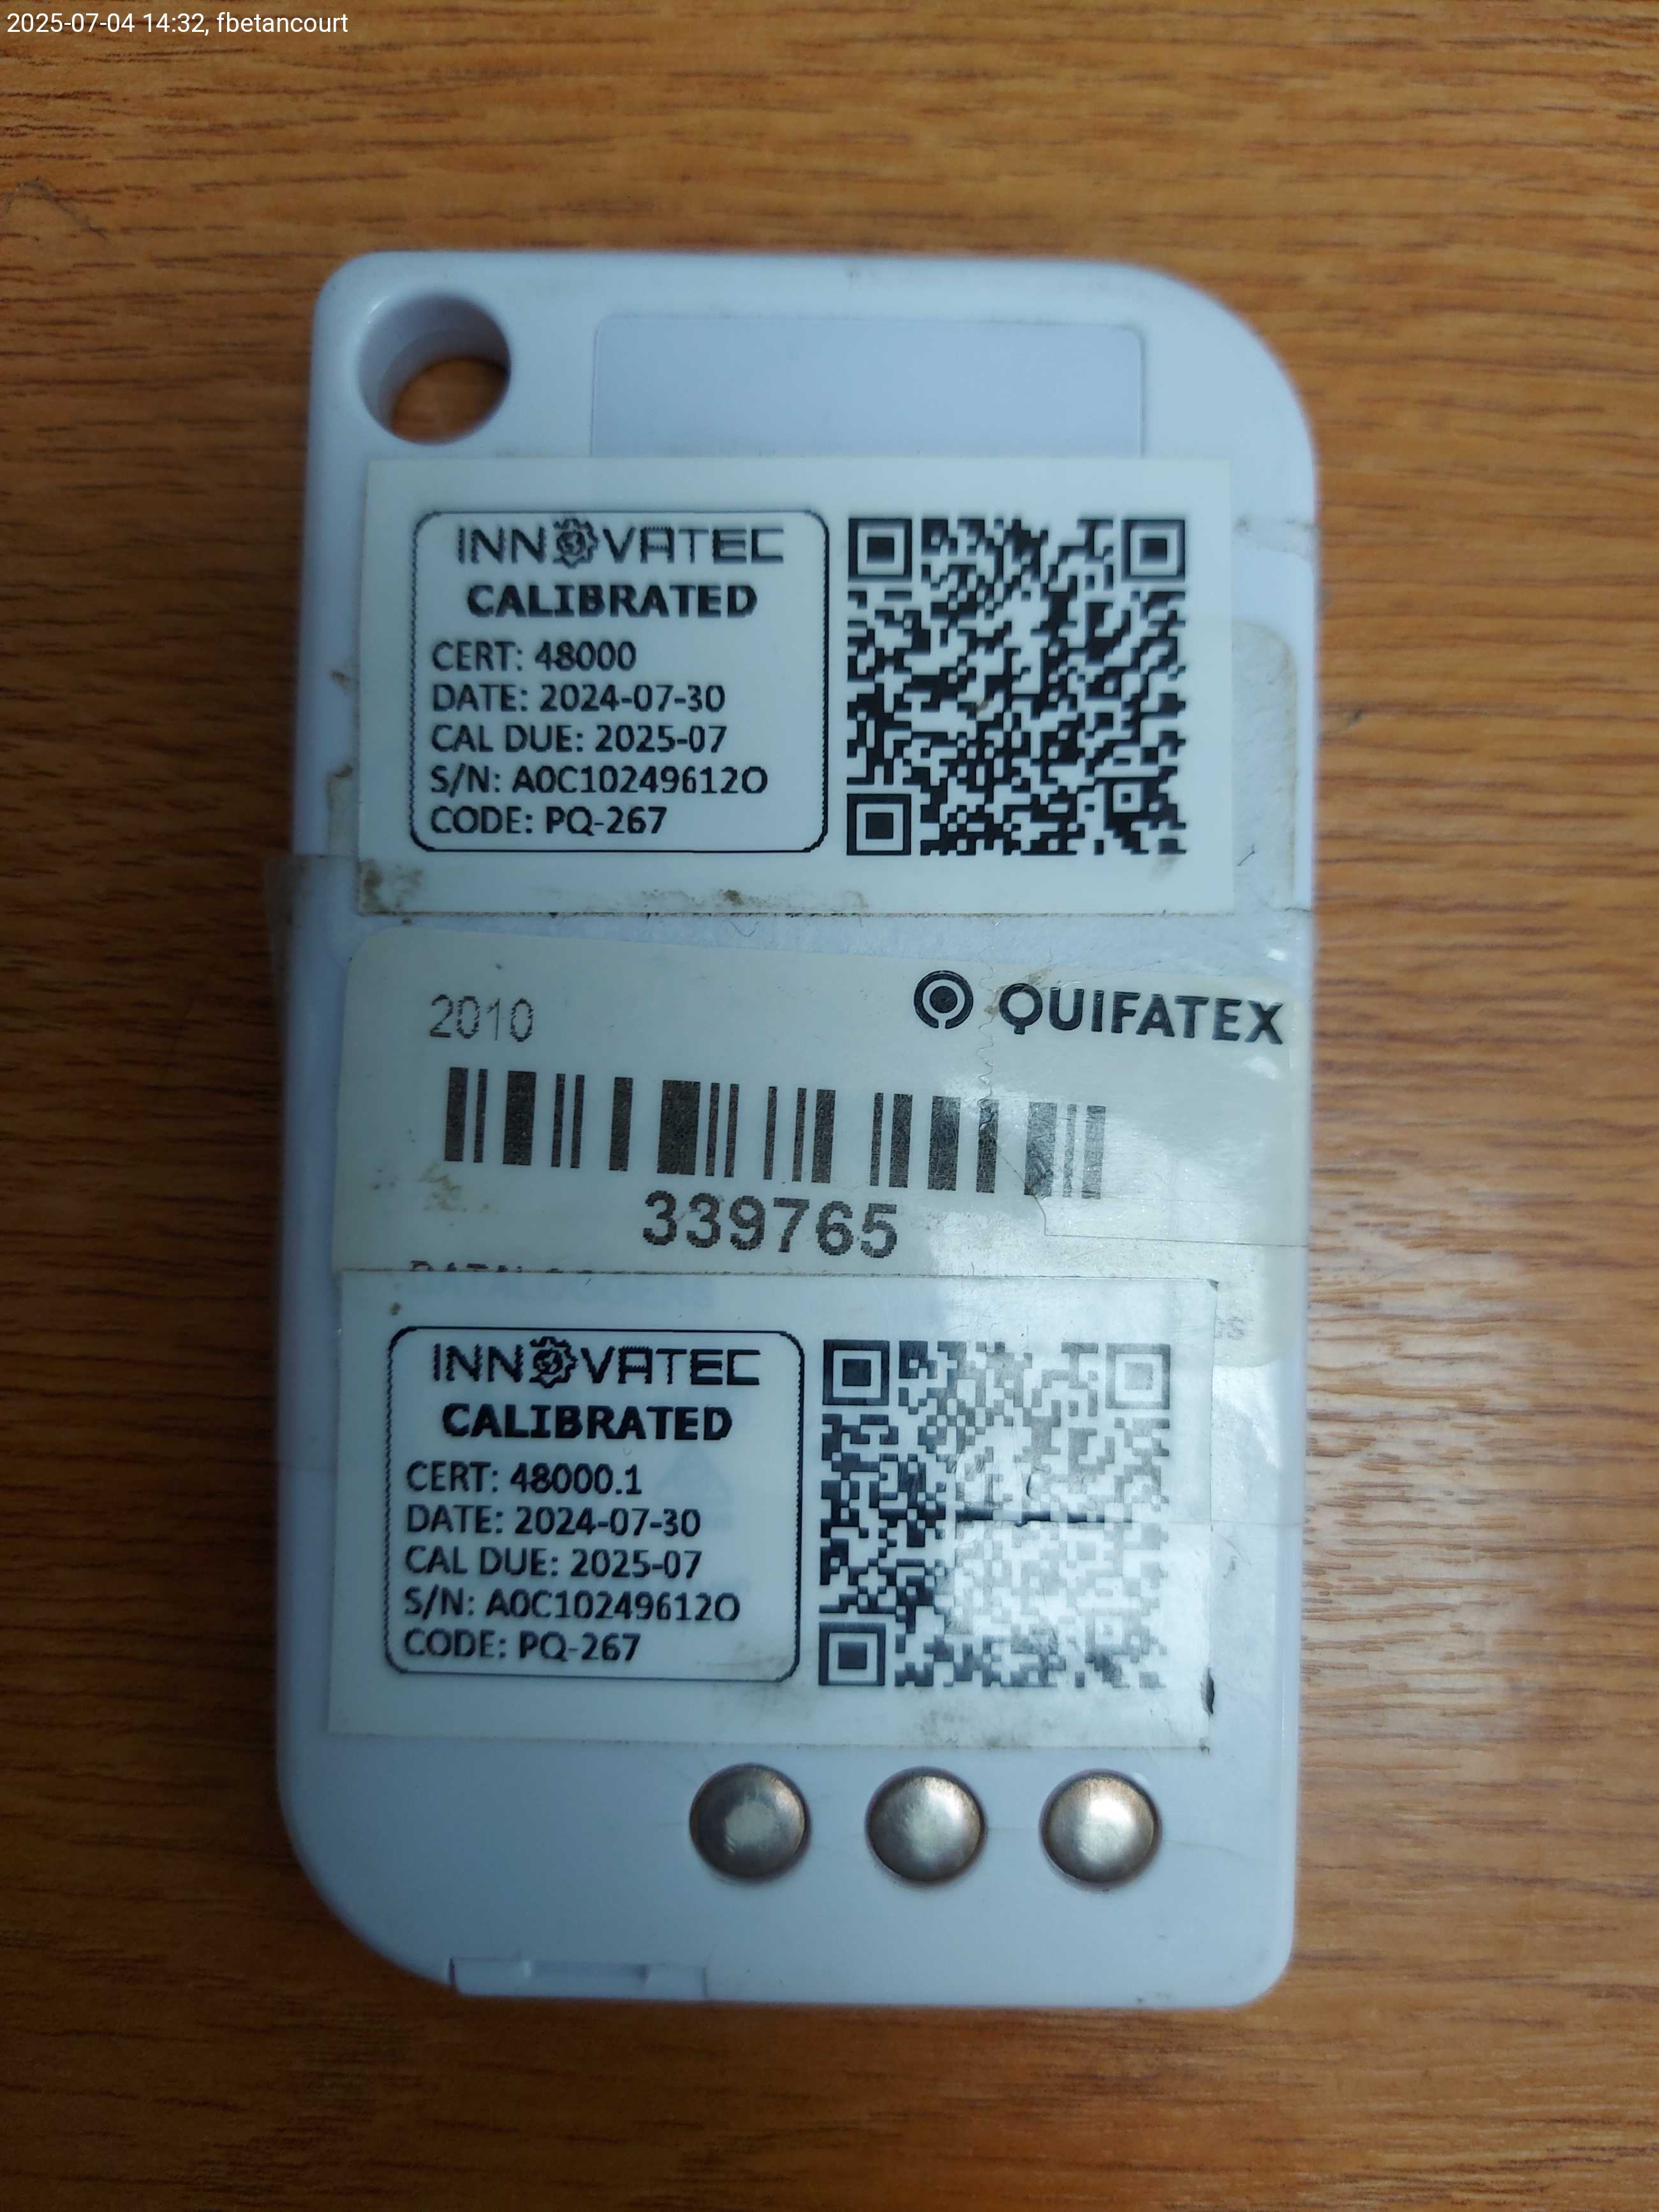 2025-07-04 14:32, fbetancourt
INNOVATEC
CALIBRATED
CERT: 48000
DATE: 2024-07-30
CAL DUE: 2025-07
S/N: A0C10249612O
CODE: PQ-267
2010
QUIFATEX
339765
INNOVATEC
CALIBRATED
CERT: 48000.1
DATE: 2024-07-30
CAL DUE: 2025-07
S/N: A0C10249612O
CODE: PQ-267